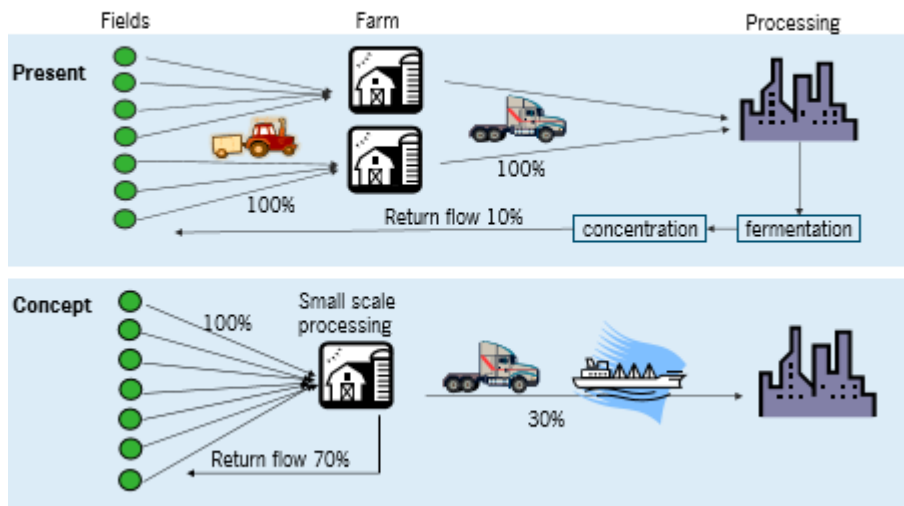 Fields
Farm
Processing
Present
100%
100%
Return flow 10%
concentration
fermentation
Concept
Small scale
processing
100%
30%
Return flow 70%